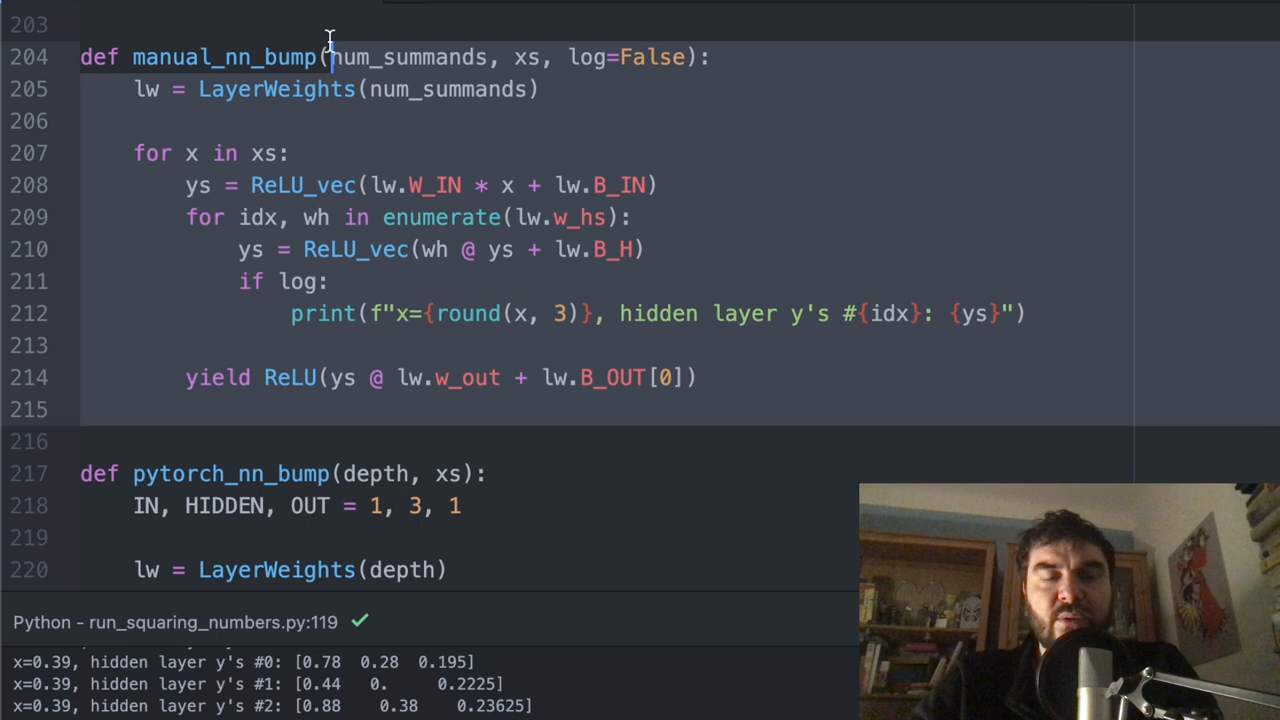 203
204 def manual_nn_bump(num_summands, xs, log=False):
205 lw = LayerWeights(num_summands)
206
207 for x in xs:
208 ys = ReLU_vec(lw.W_IN * x + lw.B_IN)
209 for idx, wh in enumerate(lw.w_hs):
210 ys = ReLU_vec(wh @ ys + lw.B_H)
211 if log:
212 print(f"x={round(x, 3)}, hidden layer y's #{idx}: {ys}")
213
214 yield ReLU(ys @ lw.w_out + lw.B_OUT[0])
215
216
217 def pytorch_nn_bump(depth, xs):
218 IN, HIDDEN, OUT = 1, 3, 1
219
220 lw = LayerWeights(depth)
Python - run_squaring_numbers.py:119
x=0.39, hidden layer y's #0: [0.78 0.28 0.195]
x=0.39, hidden layer y's #1: [0.44 0. 0.2225]
x=0.39, hidden layer y's #2: [0.88 0.38 0.23625]